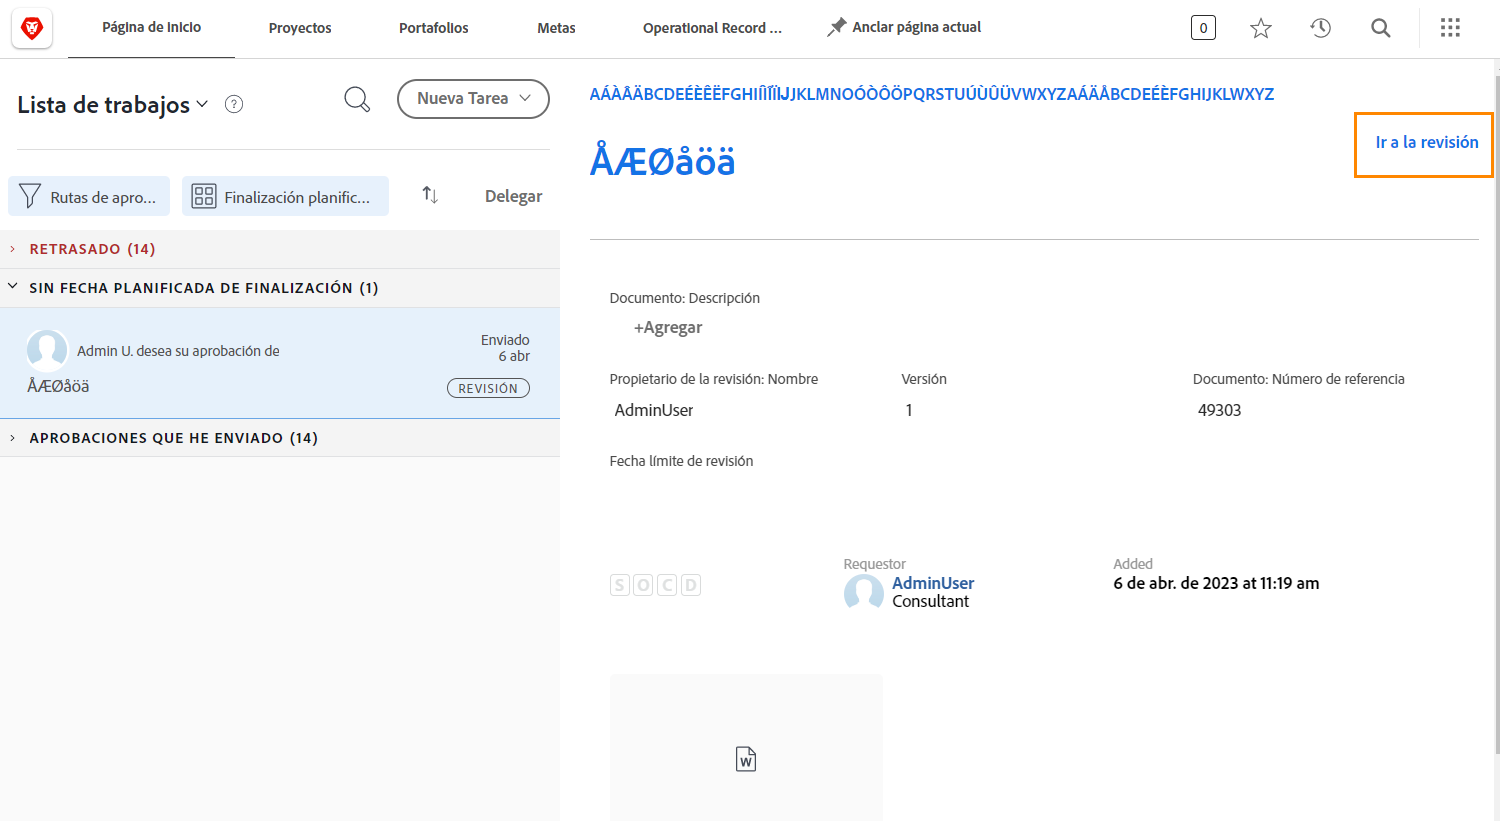 Página de inicio
Proyectos
Portafolios
Metas
Operational Record ...
Anclar página actual
0
Lista de trabajos
?
Nueva Tarea
Rutas de apro...
Finalización planific...
Delegar
RETRASADO (14)
SIN FECHA PLANIFICADA DE FINALIZACIÓN (1)
Admin U. desea su aprobación de
Enviado
6 abr
ÅÆØåöä
REVISIÓN
APROBACIONES QUE HE ENVIADO (14)
AÁÀÂÄBCDEÉÈÊËFGHIÍÌÎÏĲJKLMNOÓÒÔÖPQRSTUÚÙÛÜVWXYZAÁÄÅBCDEÉÈFGHIJKLWXYZ
Ir a la revisión
ÅÆØåöä
Documento: Descripción
+Agregar
Propietario de la revisión: Nombre
Versión
Documento: Número de referencia
AdminUser
1
49303
Fecha límite de revisión
S O C D
Requestor
AdminUser
Consultant
Added
6 de abr. de 2023 at 11:19 am
W